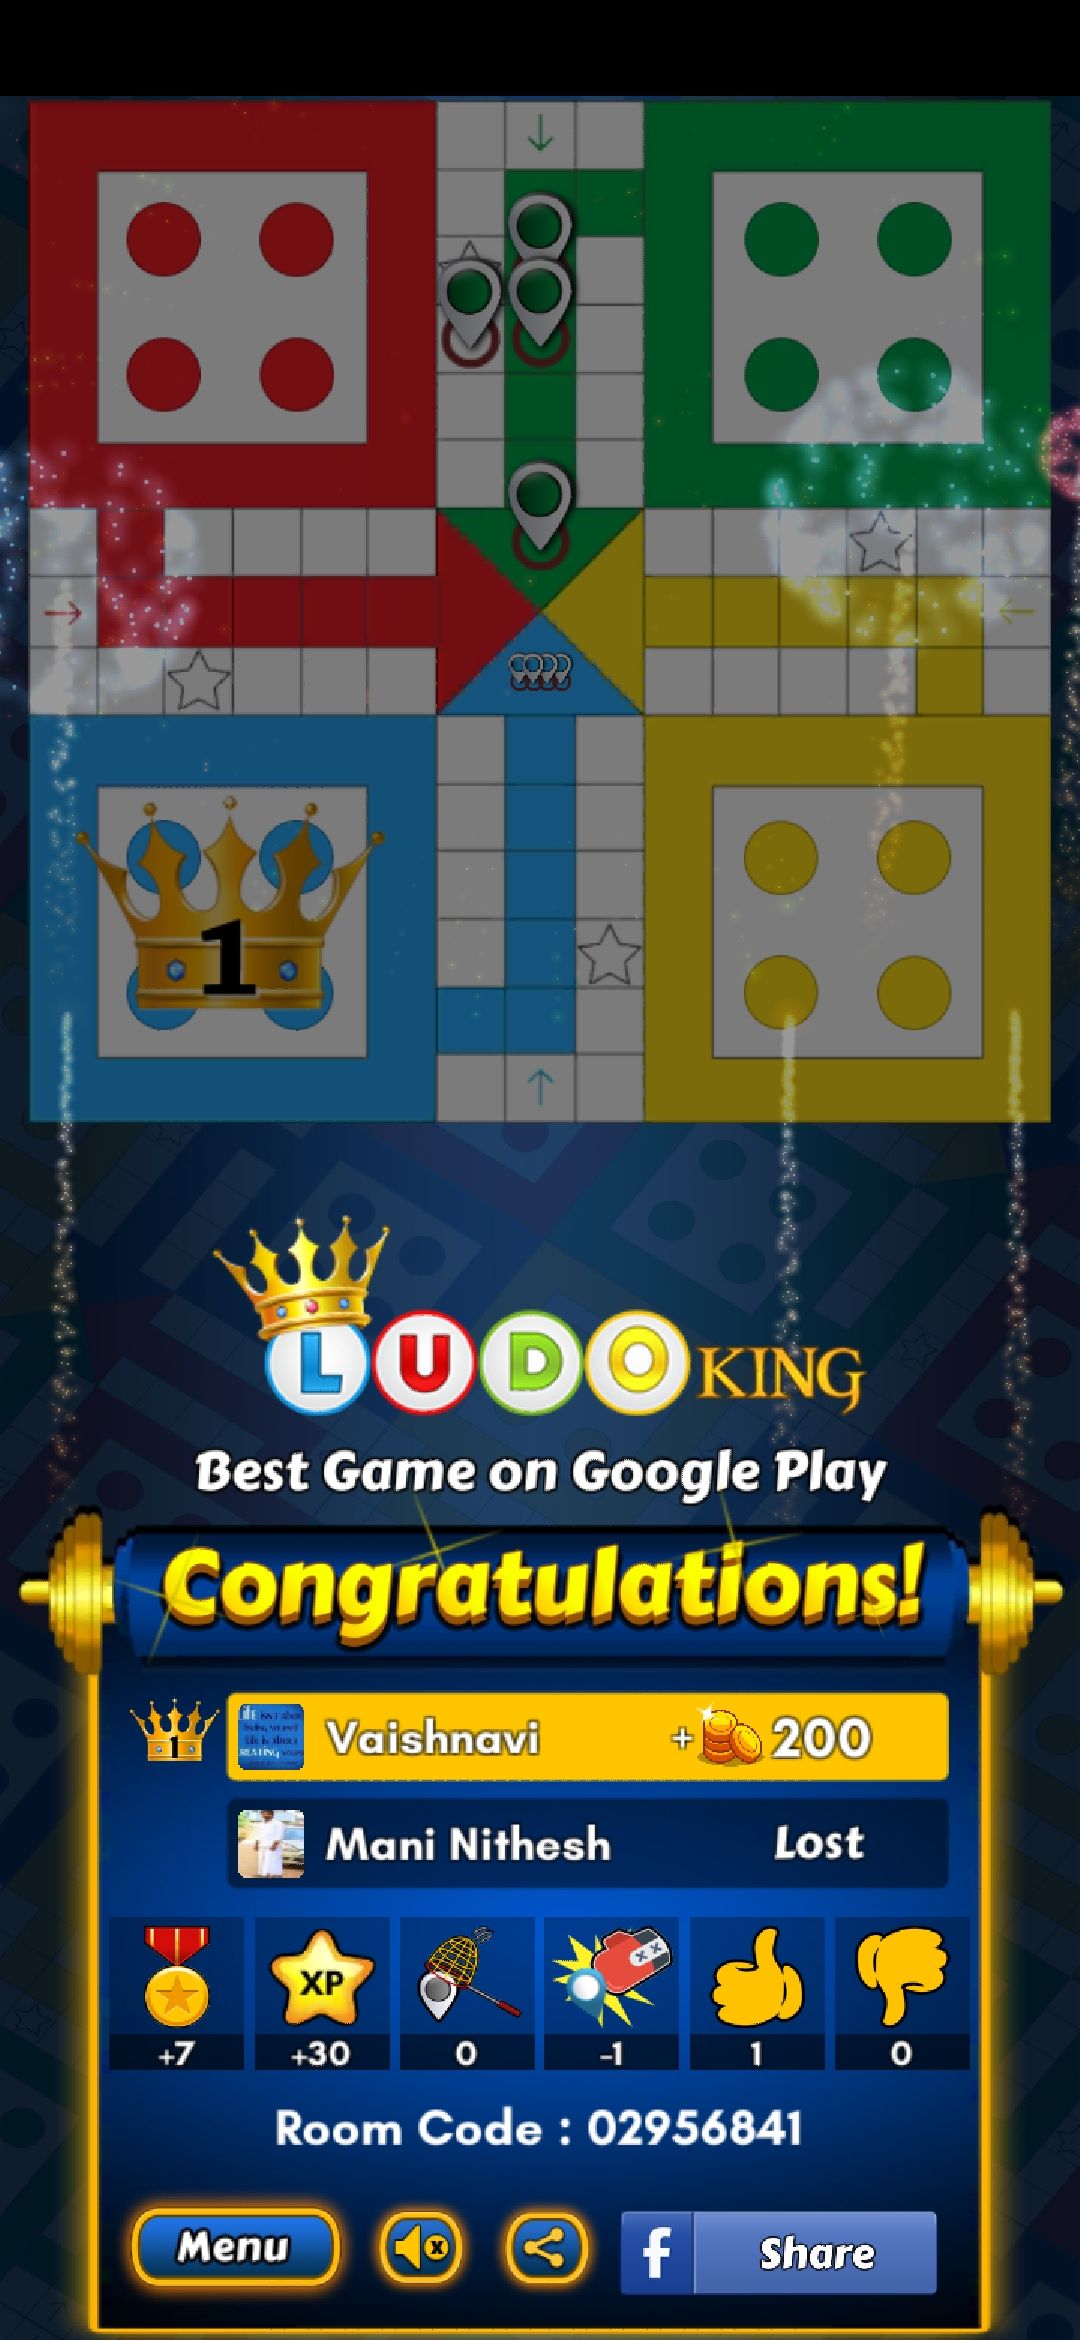 1
LUDO KING
Best Game on Google Play
Congratulations!
1 Vaishnavi + 200
Mani Nithesh Lost
XP
+7 +30 0 -1 1 0
Room Code : 02956841
Menu x f Share